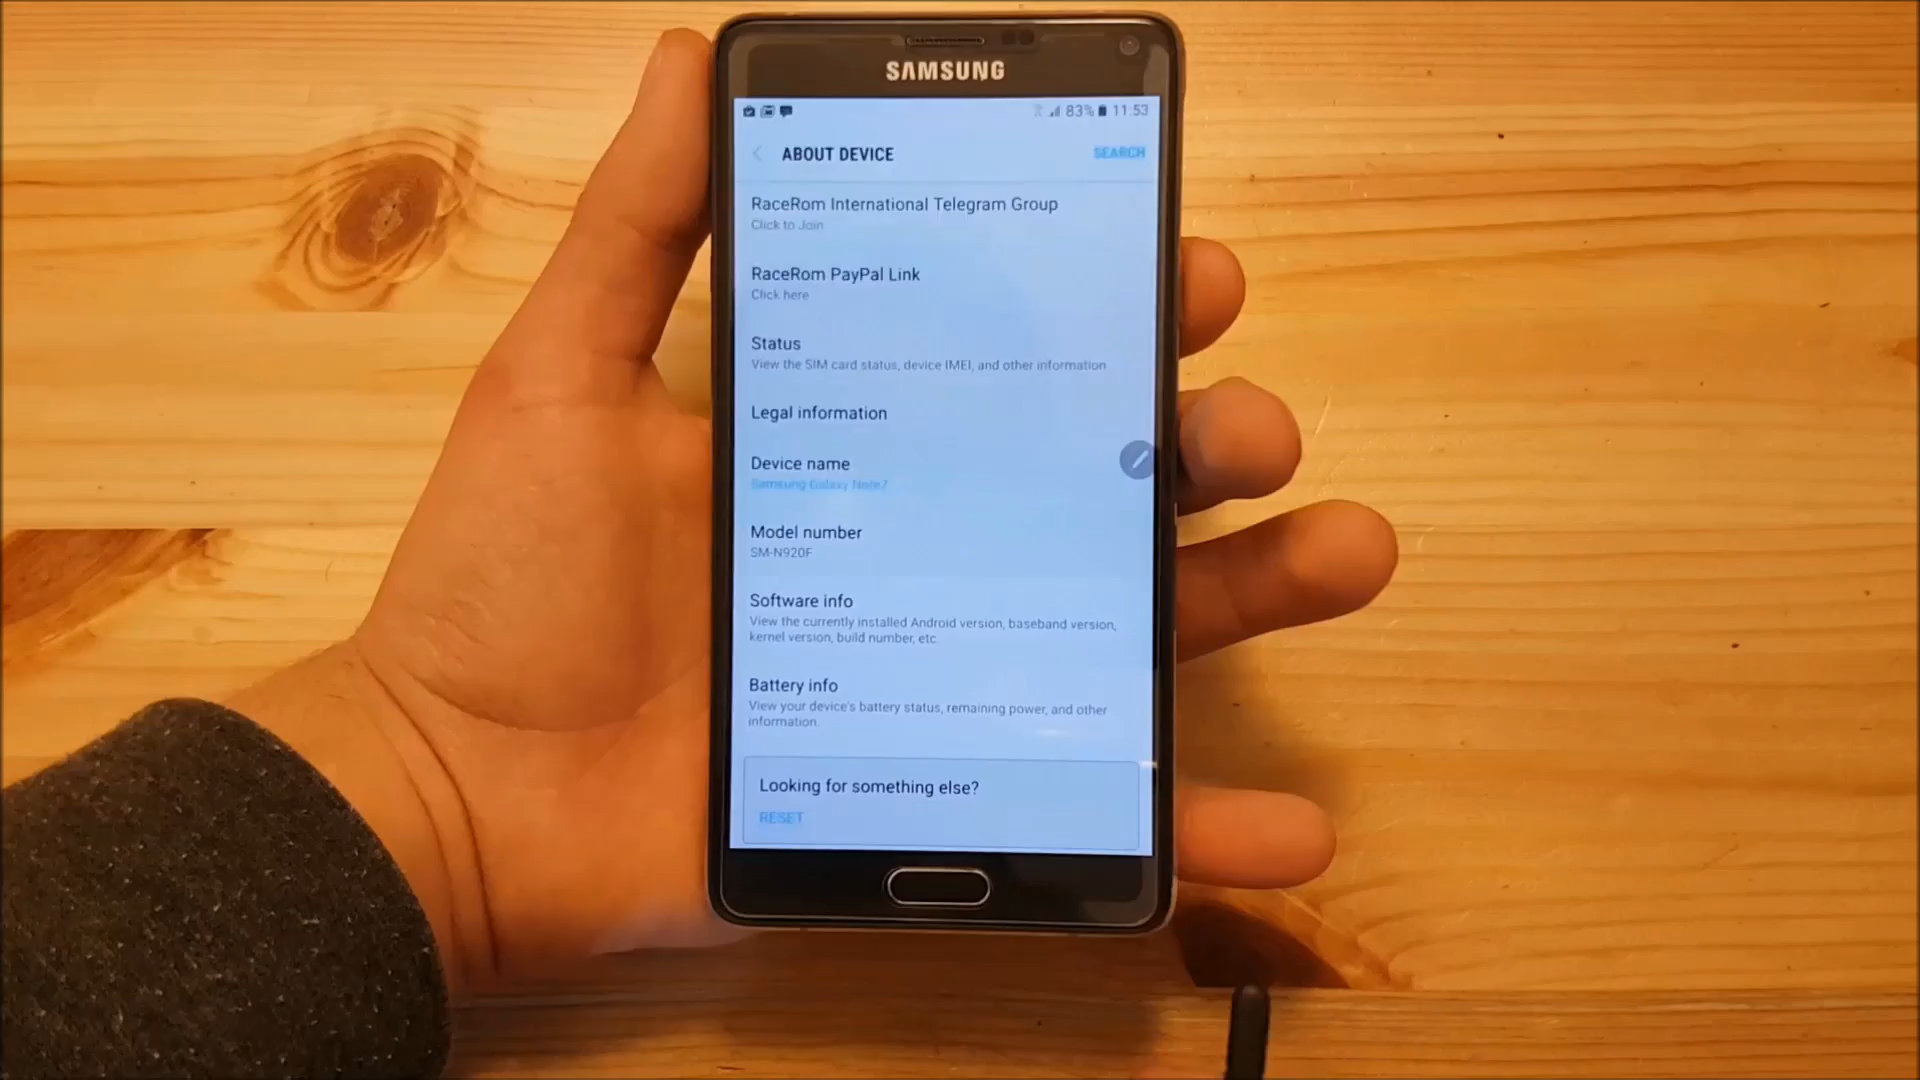 SAMSUNG
83% 11:53
ABOUT DEVICE
SEARCH
RaceRom International Telegram Group
Click to Join
RaceRom PayPal Link
Click here
Status
View the SIM card status, device IMEI, and other information
Legal information
Device name
Samsung Galaxy Note7
Model number
SM-N920F
Software info
View the currently installed Android version, baseband version,
kernel version, build number, etc.
Battery info
View your device's battery status, remaining power, and other
information.
Looking for something else?
RESET